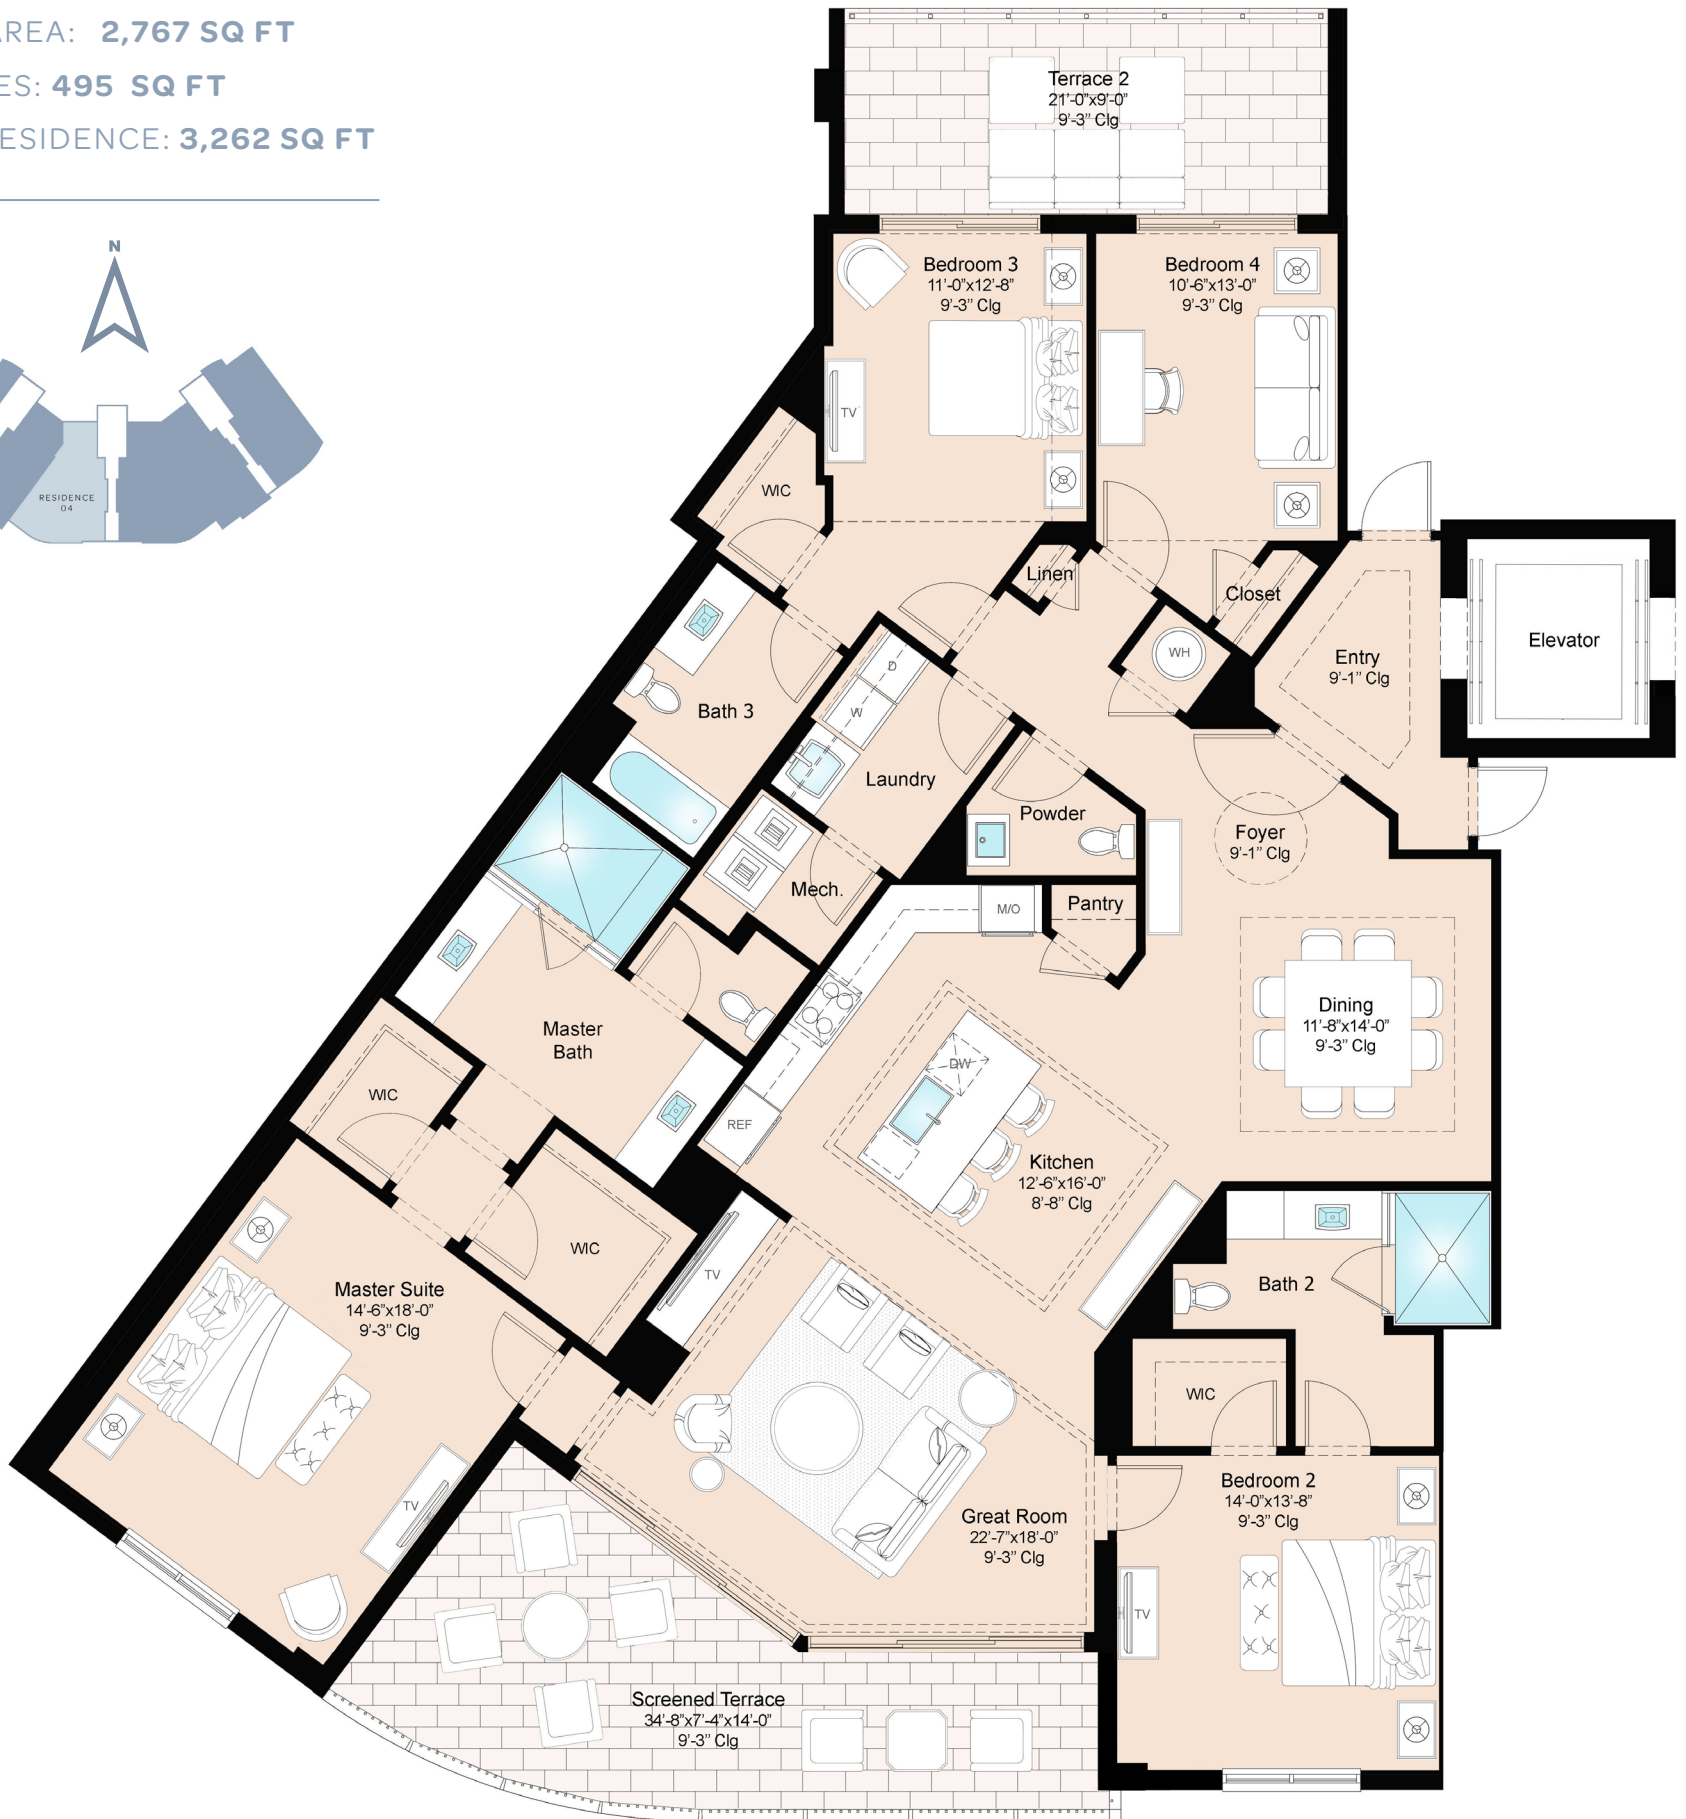 AREA: 2,767 SQ FT
ES: 495 SQ FT
ESIDENCE: 3,262 SQ FT
N
RESIDENCE
04
Terrace 2
21'-0"x9'-0"
9'-3" Clg
Bedroom 3
11'-0"x12'-8"
9'-3" Clg
Bedroom 4
10'-6"x13'-0"
9'-3" Clg
TV
WIC
Linen
Closet
WH
Entry
9'-1" Clg
Elevator
Bath 3
D
W
Laundry
Mech.
Powder
Foyer
9'-1" Clg
M/O
Pantry
Dining
11'-8"x14'-0"
9'-3" Clg
Master
Bath
WIC
DW
REF
Kitchen
12'-6"x16'-0"
8'-8" Clg
WIC
TV
Master Suite
14'-6"x18'-0"
9'-3" Clg
TV
Bath 2
WIC
Great Room
22'-7"x18'-0"
9'-3" Clg
Bedroom 2
14'-0"x13'-8"
9'-3" Clg
TV
Screened Terrace
34'-8"x7'-4"x14'-0"
9'-3" Clg